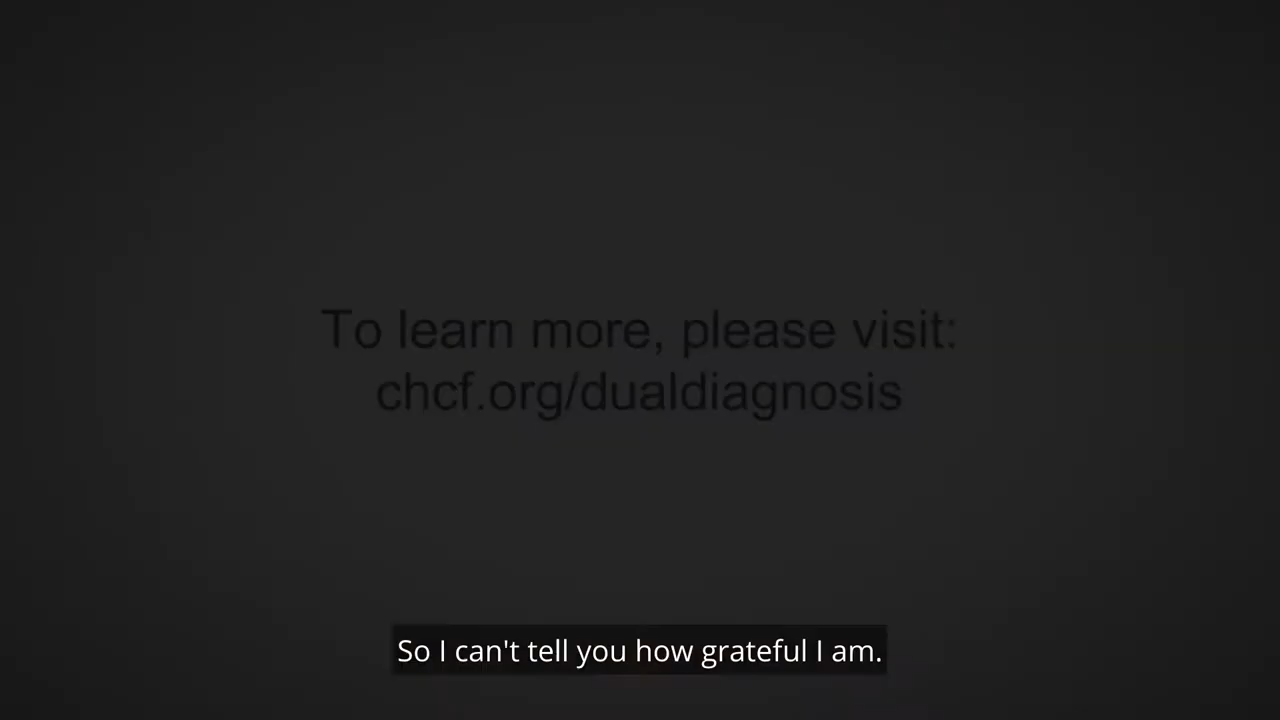 To learn more, please visit:
chcf.org/dualdiagnosis
So I can't tell you how grateful I am.